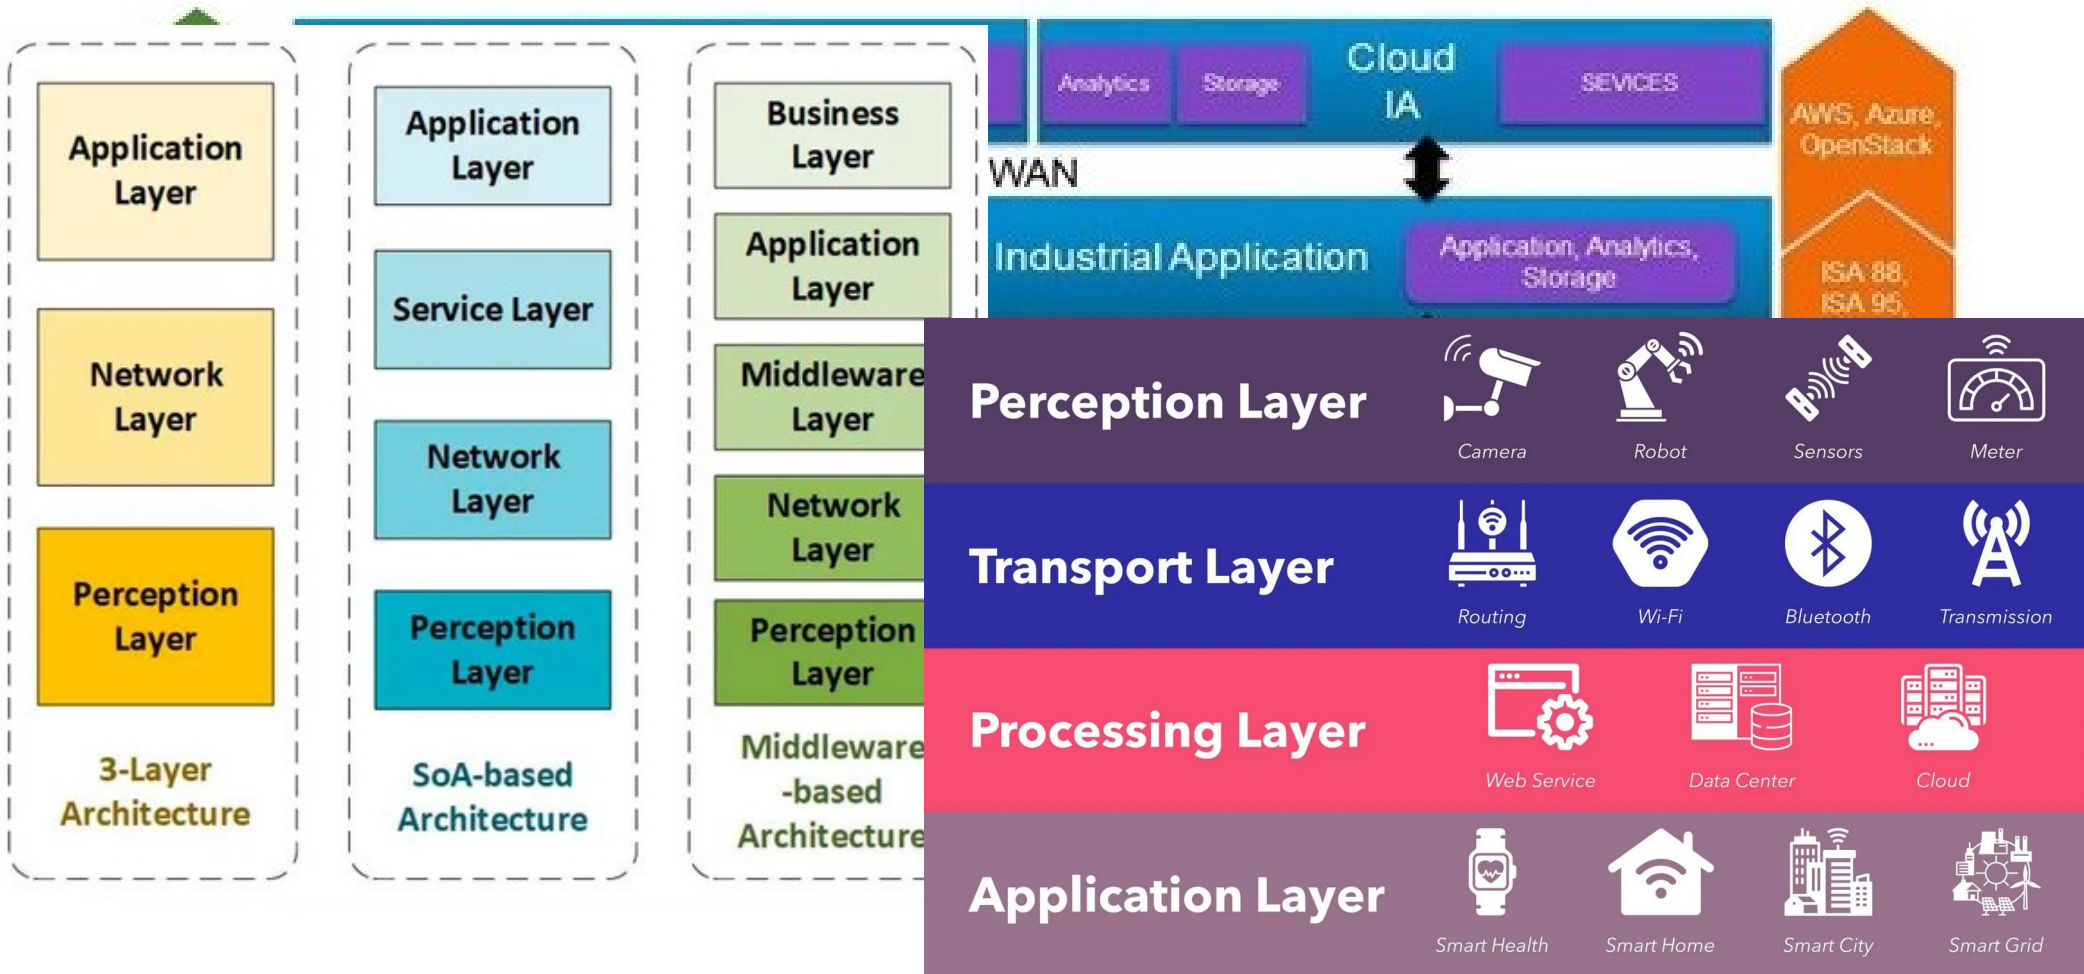 Application
Layer
Network
Layer
Perception
Layer
3-Layer
Architecture
Application
Layer
Service Layer
Network
Layer
Perception
Layer
SoA-based
Architecture
Business
Layer
Application
Layer
Middleware
Layer
Network
Layer
Perception
Layer
Middleware
-based
Architecture
Analytics
Storage
Cloud
IA
SEVICES
WAN
Industrial Application
Application, Analytics,
Storage
AWS, Azure,
OpenStack
ISA 88,
ISA 95,
Perception Layer
Camera
Robot
Sensors
Meter
Transport Layer
Routing
Wi-Fi
Bluetooth
Transmission
Processing Layer
Web Service
Data Center
Cloud
Application Layer
Smart Health
Smart Home
Smart City
Smart Grid